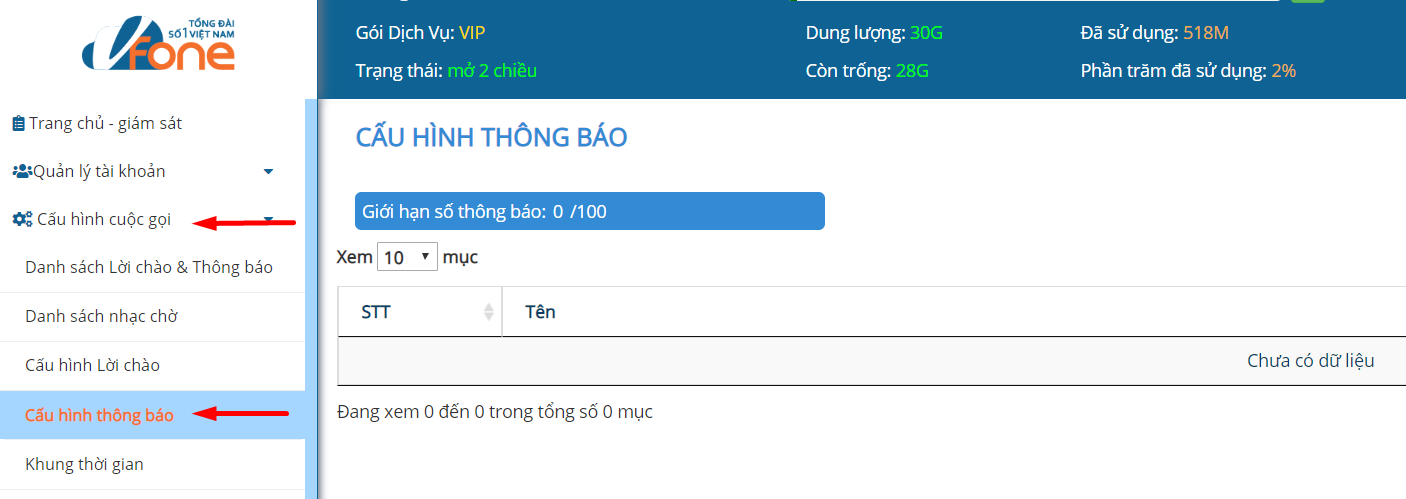 TỔNG ĐÀI
SỐ 1 VIỆT NAM
Vfone
Trang chủ - giám sát
Quản lý tài khoản
Cấu hình cuộc gọi
Danh sách Lời chào & Thông báo
Danh sách nhạc chờ
Cấu hình Lời chào
Cấu hình thông báo
Khung thời gian
Gói Dịch Vụ: VIP
Dung lượng: 30G
Đã sử dụng: 518M
Trạng thái: mở 2 chiều
Còn trống: 28G
Phần trăm đã sử dụng: 2%
CẤU HÌNH THÔNG BÁO
Giới hạn số thông báo: 0 /100
Xem 10 mục
STT
Tên
Chưa có dữ liệu
Đang xem 0 đến 0 trong tổng số 0 mục